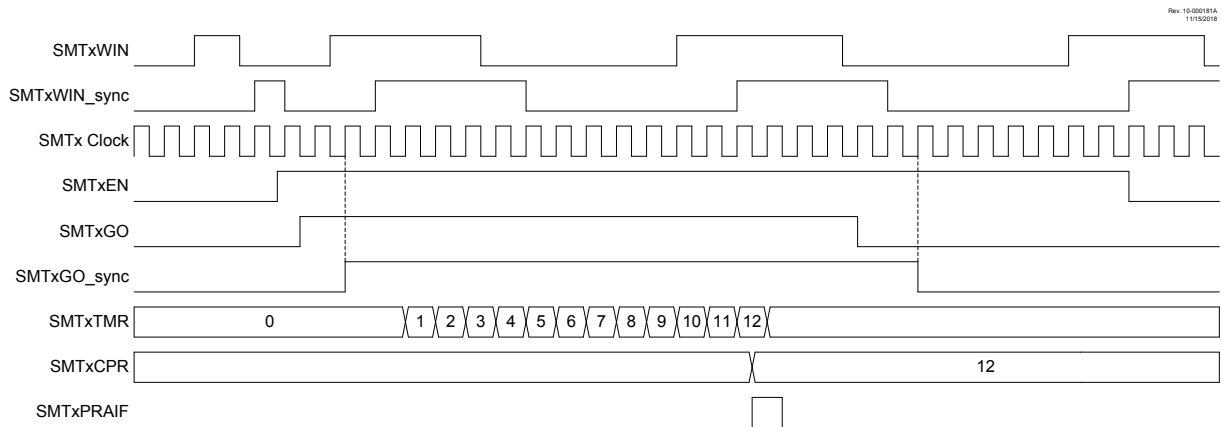 Rev. 10-000181A
11/15/2018
SMTxWIN
SMTxWIN_sync
SMTx Clock
SMTxEN
SMTxGO
SMTxGO_sync
SMTxTMR 0 1 2 3 4 5 6 7 8 9 10 11 12
SMTxCPR 12
SMTxPRAIF